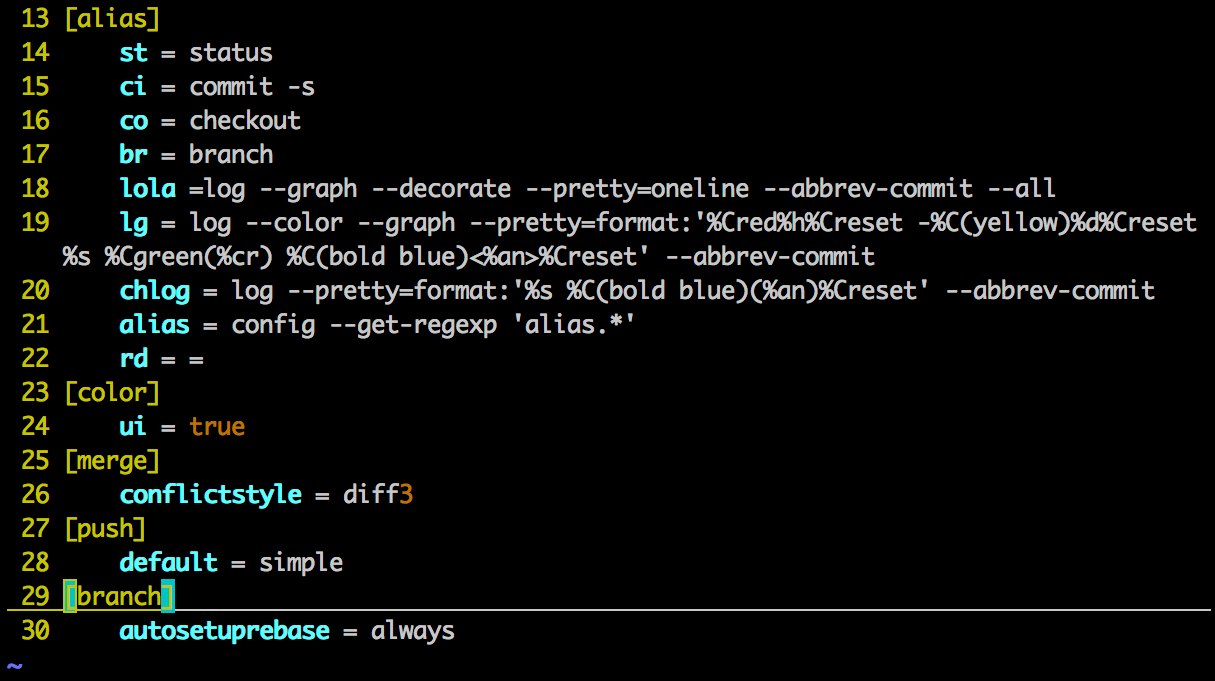 13 [alias]
14     st = status
15     ci = commit -s
16     co = checkout
17     br = branch
18     lola =log --graph --decorate --pretty=oneline --abbrev-commit --all
19     lg = log --color --graph --pretty=format:'%Cred%h%Creset -%C(yellow)%d%Creset
%s %Cgreen(%cr) %C(bold blue)<%an>%Creset' --abbrev-commit
20     chlog = log --pretty=format:'%s %C(bold blue)(%an)%Creset' --abbrev-commit
21     alias = config --get-regexp 'alias.*'
22     rd = =
23 [color]
24     ui = true
25 [merge]
26     conflictstyle = diff3
27 [push]
28     default = simple
29 [branch]
30     autosetuprebase = always
~